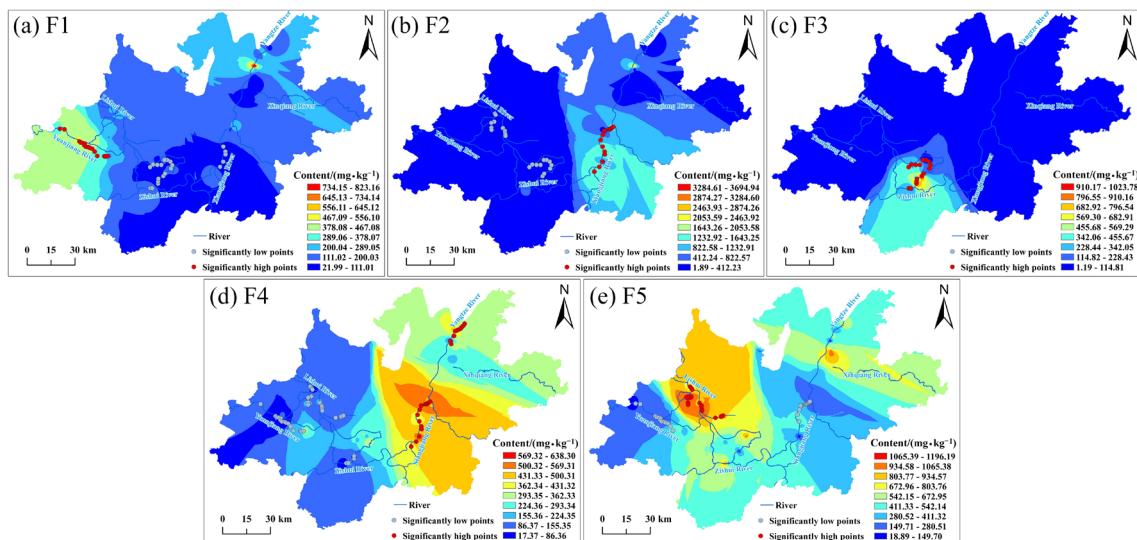 (a) F1
N
Yangtze River
Lishui River
Xinqiang River
Yuanjiang River
Zishui River
Content/(mg•kg⁻¹)
734.15 - 823.16
645.13 - 734.14
556.11 - 645.12
467.09 - 556.10
378.08 - 467.08
289.06 - 378.07
200.04 - 289.05
111.02 - 200.03
21.99 - 111.01
River
Significantly low points
Significantly high points
0 15 30 km
(b) F2
N
Yangtze River
Lishui River
Xinqiang River
Yuanjiang River
Zishui River
Content/(mg•kg⁻¹)
3284.61 - 3694.94
2874.27 - 3284.60
2463.93 - 2874.26
2053.59 - 2463.92
1643.26 - 2053.58
1232.92 - 1643.25
822.58 - 1232.91
412.24 - 822.57
1.89 - 412.23
River
Significantly low points
Significantly high points
0 15 30 km
(c) F3
N
Yangtze River
Lishui River
Xinqiang River
Yuanjiang River
Zishui River
Content/(mg•kg⁻¹)
910.17 - 1023.78
796.55 - 910.16
682.92 - 796.54
569.30 - 682.91
455.68 - 569.29
342.06 - 455.67
228.44 - 342.05
114.82 - 228.43
1.19 - 114.81
River
Significantly low points
Significantly high points
0 15 30 km
(d) F4
N
Yangtze River
Lishui River
Xinqiang River
Yuanjiang River
Zishui River
Content/(mg•kg⁻¹)
569.32 - 638.30
500.32 - 569.31
431.33 - 500.31
362.34 - 431.32
293.35 - 362.33
224.36 - 293.34
155.36 - 224.35
86.37 - 155.35
17.37 - 86.36
River
Significantly low points
Significantly high points
0 15 30 km
(e) F5
N
Yangtze River
Lishui River
Xinqiang River
Yuanjiang River
Zishui River
Content/(mg•kg⁻¹)
1065.39 - 1196.19
934.58 - 1065.38
803.77 - 934.57
672.96 - 803.76
542.15 - 672.95
411.33 - 542.14
280.52 - 411.32
149.71 - 280.51
18.89 - 149.70
River
Significantly low points
Significantly high points
0 15 30 km